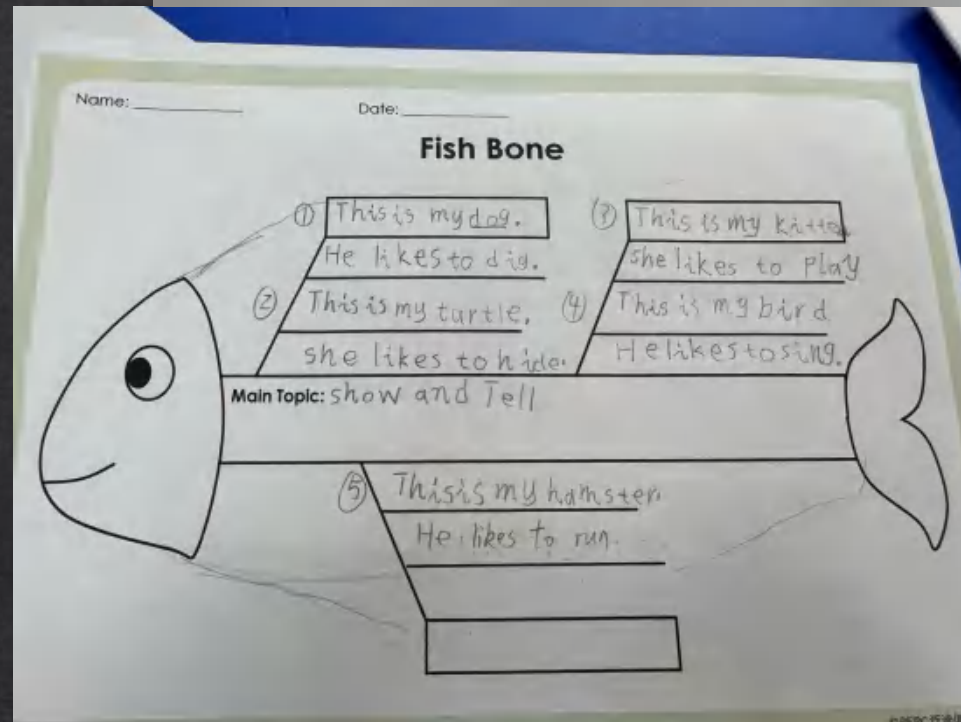 Name:
Date:
Fish Bone
① This is my dog.
He likes to dig.
② This is my turtle.
she likes to hide.
③ This is my kitten
she likes to Play
④ This is my bird
He likes to sing.
Main Topic: Show and Tell
⑤ This is my hamster.
He likes to run.